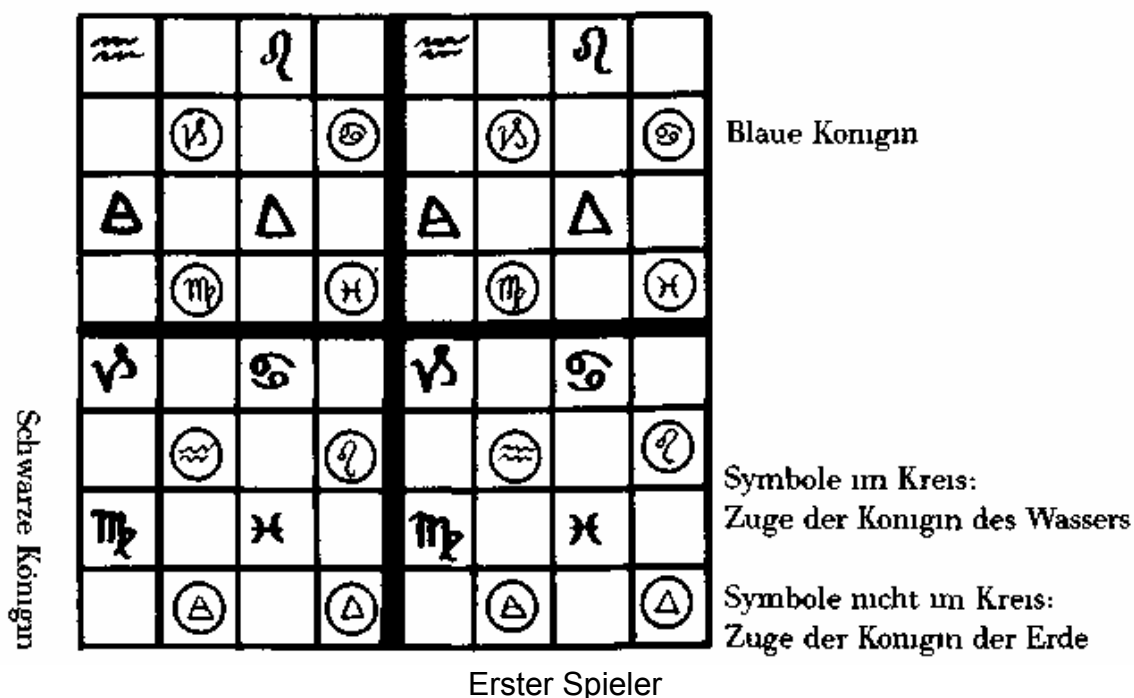 Blaue Konigin
Schwarze Königin
Symbole im Kreis:
Zuge der Konigin des Wassers
Symbole nicht im Kreis:
Zuge der Konigin der Erde
Erster Spieler